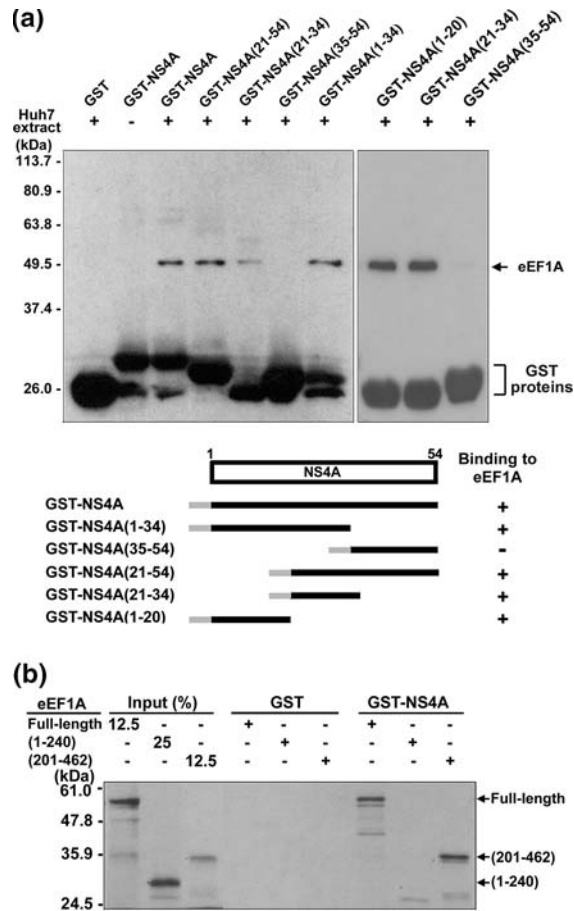 (a)
GST
GST-NS4A
GST-NS4A
GST-NS4A(21-54)
GST-NS4A(21-34)
GST-NS4A(35-54)
GST-NS4A(1-34)
GST-NS4A(1-20)
GST-NS4A(21-34)
GST-NS4A(35-54)
Huh7
extract + - + + + + + + + +
(kDa)
113.7 -
80.9 -
63.8 -
49.5 -
eEF1A
37.4 -
26.0 -
GST
proteins
1 54
NS4A
Binding to
eEF1A
GST-NS4A +
GST-NS4A(1-34) +
GST-NS4A(35-54) -
GST-NS4A(21-54) +
GST-NS4A(21-34) +
GST-NS4A(1-20) +
(b)
eEF1A Input (%) GST GST-NS4A
Full-length 12.5 - - + - - + - -
(1-240) - 25 - - + - - + -
(201-462) - - 12.5 - - + - - +
(kDa)
61.0 -
Full-length
47.8 -
35.9 -
(201-462)
(1-240)
24.5 -